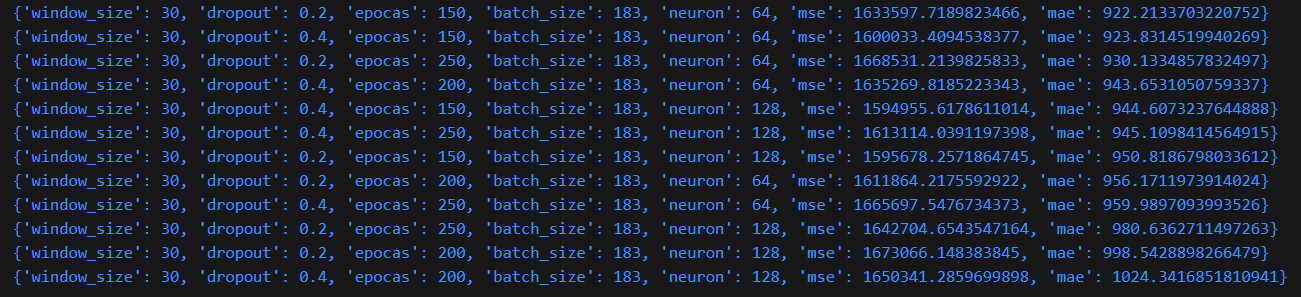 {'window_size': 30, 'dropout': 0.2, 'epocas': 150, 'batch_size': 183, 'neuron': 64, 'mse': 1633597.7189823466, 'mae': 922.2133703220752}
{'window_size': 30, 'dropout': 0.4, 'epocas': 150, 'batch_size': 183, 'neuron': 64, 'mse': 1600033.4094538377, 'mae': 923.8314519940269}
{'window_size': 30, 'dropout': 0.2, 'epocas': 250, 'batch_size': 183, 'neuron': 64, 'mse': 1668531.2139825833, 'mae': 930.1334857832497}
{'window_size': 30, 'dropout': 0.4, 'epocas': 200, 'batch_size': 183, 'neuron': 64, 'mse': 1635269.8185223343, 'mae': 943.6531050759337}
{'window_size': 30, 'dropout': 0.4, 'epocas': 150, 'batch_size': 183, 'neuron': 128, 'mse': 1594955.6178611014, 'mae': 944.6073237644888}
{'window_size': 30, 'dropout': 0.4, 'epocas': 250, 'batch_size': 183, 'neuron': 128, 'mse': 1613114.0391197398, 'mae': 945.1098414564915}
{'window_size': 30, 'dropout': 0.2, 'epocas': 150, 'batch_size': 183, 'neuron': 128, 'mse': 1595678.2571864745, 'mae': 950.8186798033612}
{'window_size': 30, 'dropout': 0.2, 'epocas': 200, 'batch_size': 183, 'neuron': 64, 'mse': 1611864.2175592922, 'mae': 956.1711973914024}
{'window_size': 30, 'dropout': 0.4, 'epocas': 250, 'batch_size': 183, 'neuron': 64, 'mse': 1665697.5476734373, 'mae': 959.9897093993526}
{'window_size': 30, 'dropout': 0.2, 'epocas': 250, 'batch_size': 183, 'neuron': 128, 'mse': 1642704.6543547164, 'mae': 980.6362711497263}
{'window_size': 30, 'dropout': 0.2, 'epocas': 200, 'batch_size': 183, 'neuron': 128, 'mse': 1673066.148383845, 'mae': 998.5428898266479}
{'window_size': 30, 'dropout': 0.4, 'epocas': 200, 'batch_size': 183, 'neuron': 128, 'mse': 1650341.2859699898, 'mae': 1024.3416851810941}